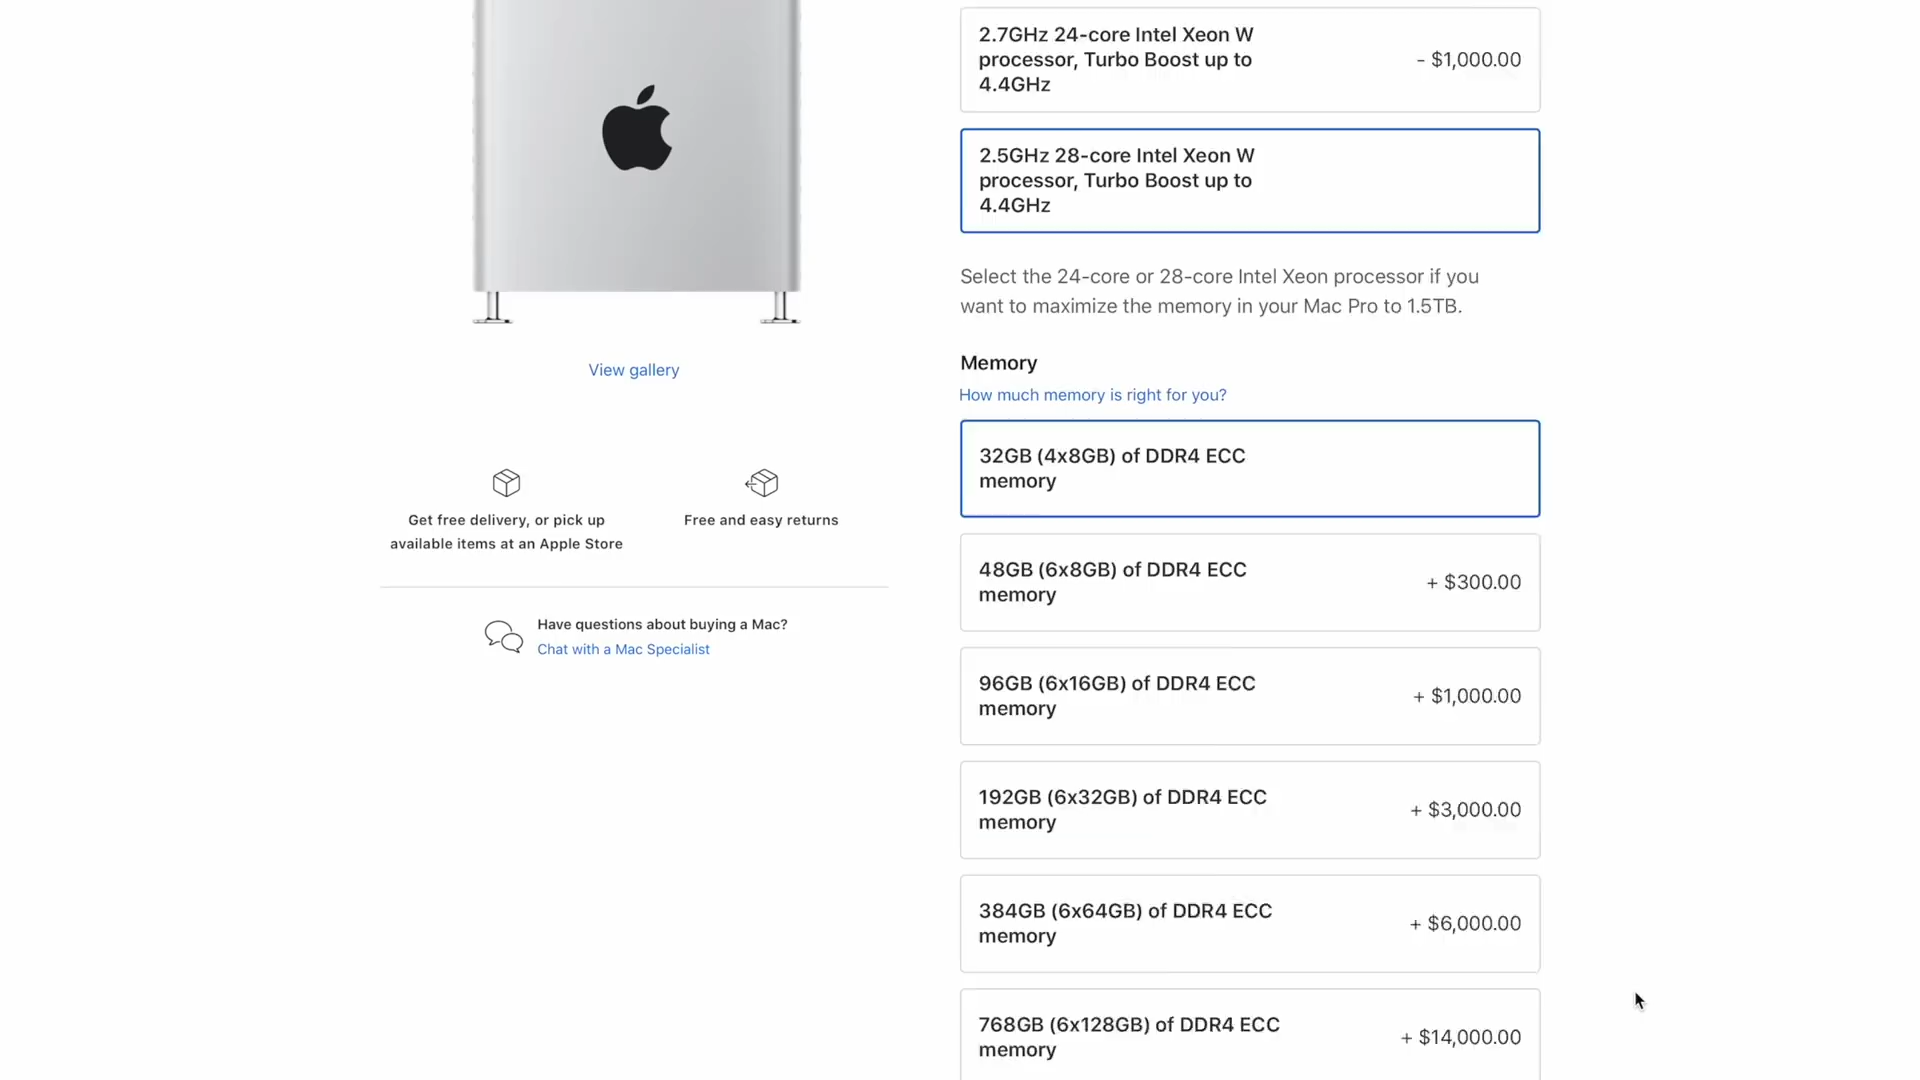 2.7GHz 24-core Intel Xeon W
processor, Turbo Boost up to
4.4GHz
- $1,000.00
2.5GHz 28-core Intel Xeon W
processor, Turbo Boost up to
4.4GHz
Select the 24-core or 28-core Intel Xeon processor if you
want to maximize the memory in your Mac Pro to 1.5TB.
View gallery
Memory
How much memory is right for you?
32GB (4x8GB) of DDR4 ECC
memory
Get free delivery, or pick up
available items at an Apple Store
Free and easy returns
48GB (6x8GB) of DDR4 ECC
memory
+ $300.00
Have questions about buying a Mac?
Chat with a Mac Specialist
96GB (6x16GB) of DDR4 ECC
memory
+ $1,000.00
192GB (6x32GB) of DDR4 ECC
memory
+ $3,000.00
384GB (6x64GB) of DDR4 ECC
memory
+ $6,000.00
768GB (6x128GB) of DDR4 ECC
memory
+ $14,000.00